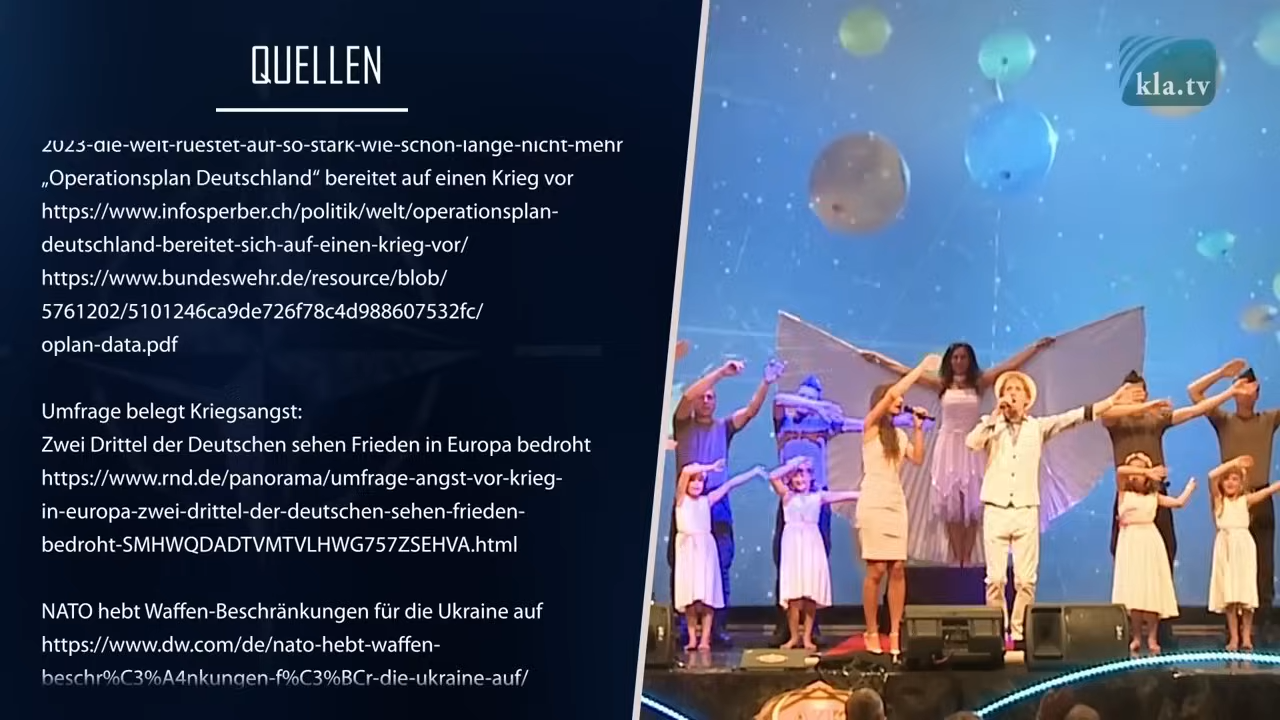 QUELLEN
2023-die-welt-ruestet-auf-so-stark-wie-schon-lange-nicht-mehr
„Operationsplan Deutschland“ bereitet auf einen Krieg vor
https://www.infosperber.ch/politik/welt/operationsplan-
deutschland-bereitet-sich-auf-einen-krieg-vor/
https://www.bundeswehr.de/resource/blob/
5761202/5101246ca9de726f78c4d988607532fc/
oplan-data.pdf
Umfrage belegt Kriegsangst:
Zwei Drittel der Deutschen sehen Frieden in Europa bedroht
https://www.rnd.de/panorama/umfrage-angst-vor-krieg-
in-europa-zwei-drittel-der-deutschen-sehen-frieden-
bedroht-SMHWQDADTVMTVLHWG757ZSEHVA.html
NATO hebt Waffen-Beschränkungen für die Ukraine auf
https://www.dw.com/de/nato-hebt-waffen-
beschr%C3%A4nkungen-f%C3%BCr-die-ukraine-auf/
kla.tv